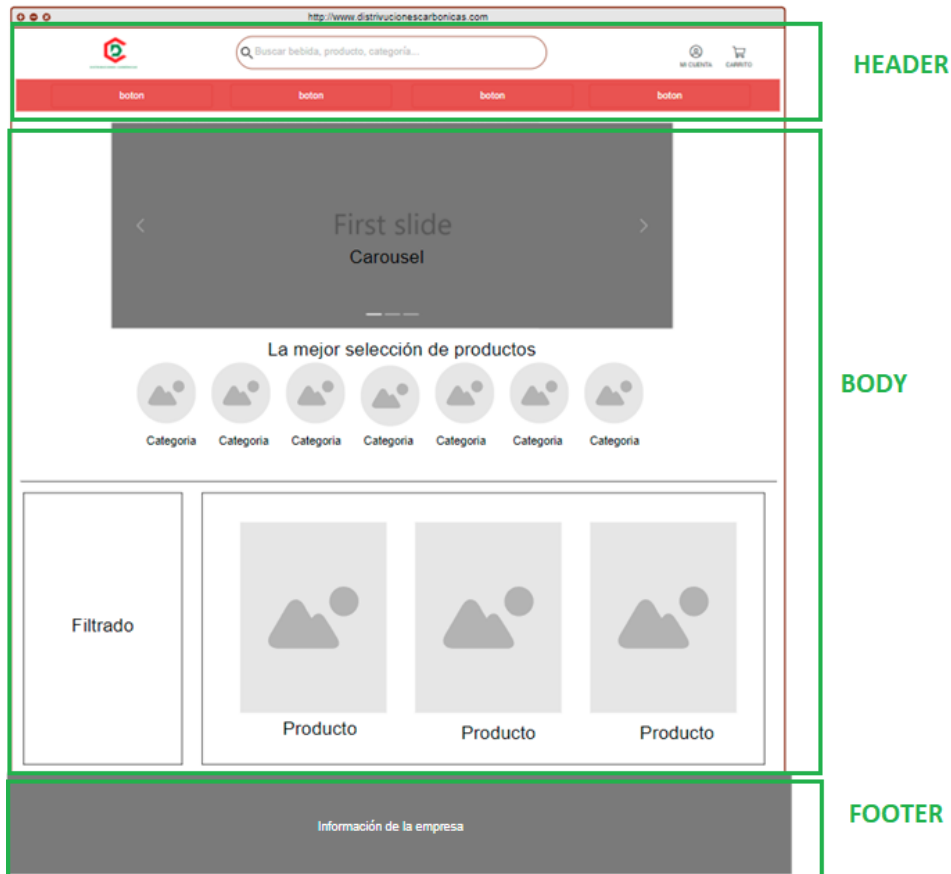 http://www.distrivucionescarbonicas.com
Buscar bebida, producto, categoría...
MI CUENTA CARRITO
HEADER
boton boton boton boton
First slide
Carousel
La mejor selección de productos
BODY
Categoria Categoria Categoria Categoria Categoria Categoria Categoria
Filtrado
Producto Producto Producto
FOOTER
Información de la empresa